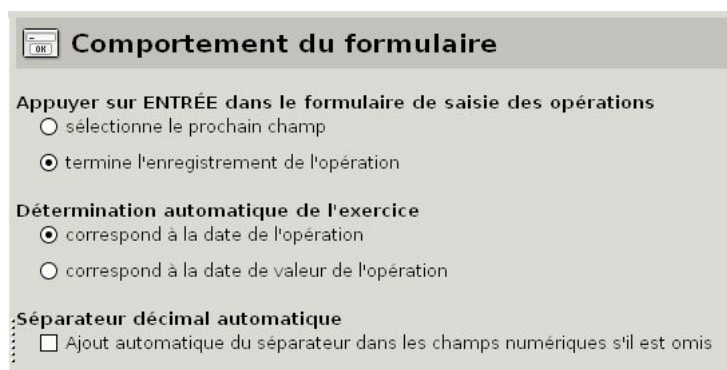 OK
Comportement du formulaire
Appuyer sur ENTRÉE dans le formulaire de saisie des opérations
sélectionne le prochain champ
termine l'enregistrement de l'opération
Détermination automatique de l'exercice
correspond à la date de l'opération
correspond à la date de valeur de l'opération
Séparateur décimal automatique
Ajout automatique du séparateur dans les champs numériques s'il est omis